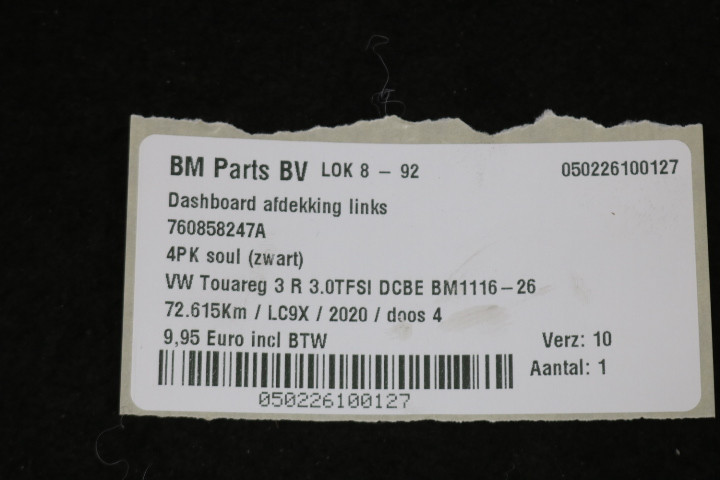 BM Parts BV LOK 8 - 92 050226100127
Dashboard afdekking links
760858247A
4PK soul (zwart)
VW Touareg 3 R 3.0TFSI DCBE BM1116-26
72.615Km / LC9X / 2020 / doos 4
9,95 Euro incl BTW Verz: 10
Aantal: 1
050226100127